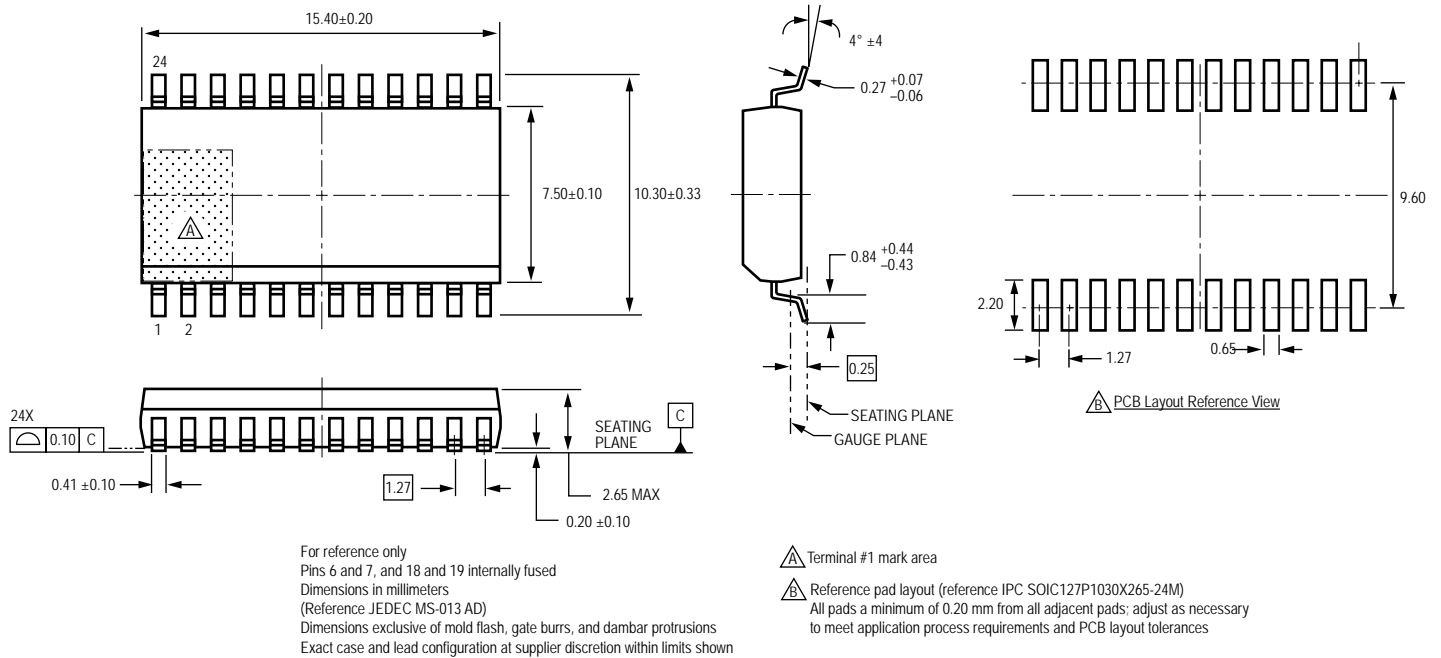 15.40±0.20
24
A
7.50±0.10
10.30±0.33
1 2
4° ±4
0.27 +0.07 –0.06
0.84 +0.44 –0.43
0.25
SEATING PLANE
GAUGE PLANE
9.60
2.20
1.27
0.65
B PCB Layout Reference View
24X
0.10 C
SEATING
PLANE
C
0.41 ±0.10
1.27
2.65 MAX
0.20 ±0.10
For reference only
Pins 6 and 7, and 18 and 19 internally fused
Dimensions in millimeters
(Reference JEDEC MS-013 AD)
Dimensions exclusive of mold flash, gate burrs, and dambar protrusions
Exact case and lead configuration at supplier discretion within limits shown
A Terminal #1 mark area
B Reference pad layout (reference IPC SOIC127P1030X265-24M)
All pads a minimum of 0.20 mm from all adjacent pads; adjust as necessary
to meet application process requirements and PCB layout tolerances